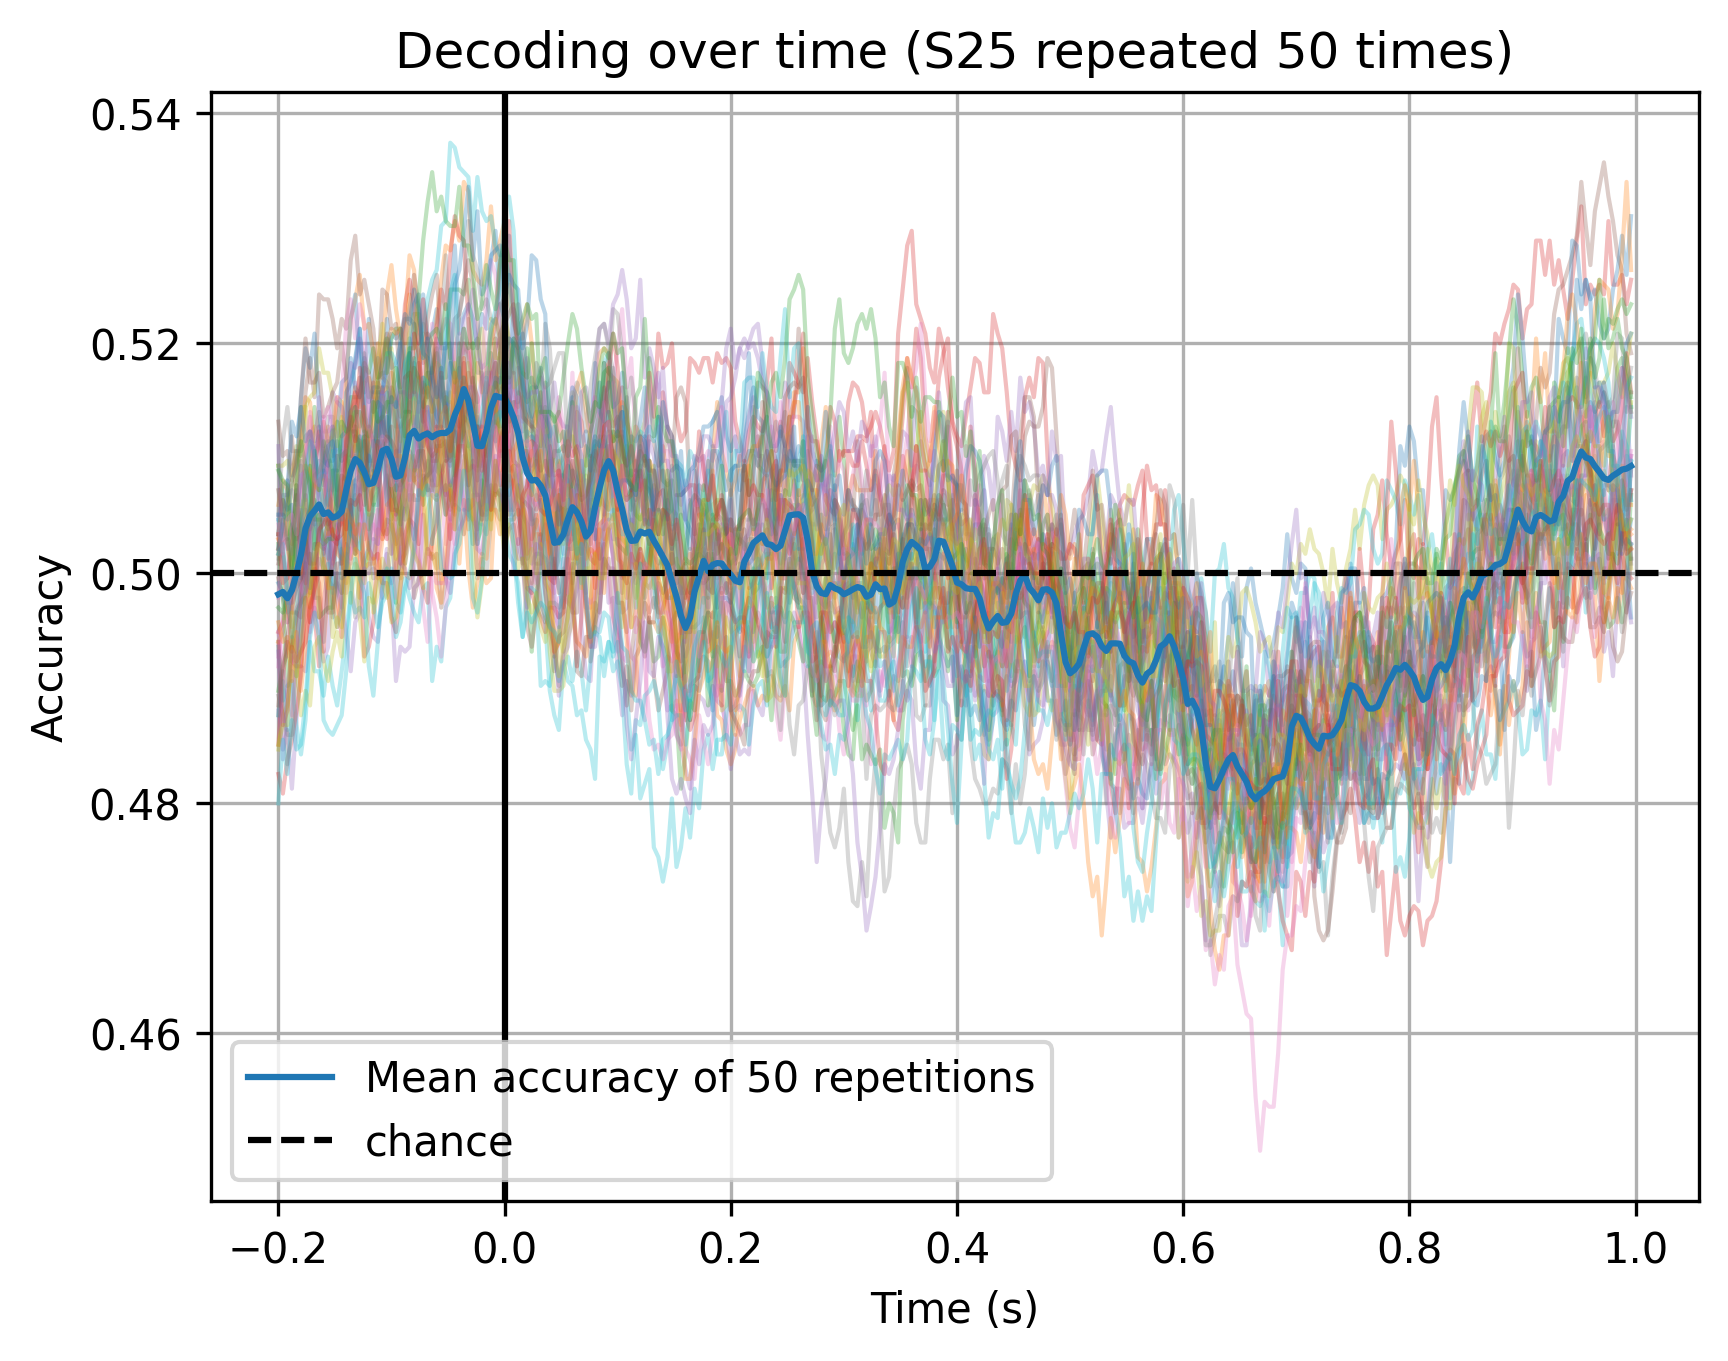 Decoding over time (S25 repeated 50 times)
0.54
0.52
0.50
0.48
0.46
Accuracy
Mean accuracy of 50 repetitions
chance
−0.2 0.0 0.2 0.4 0.6 0.8 1.0
Time (s)